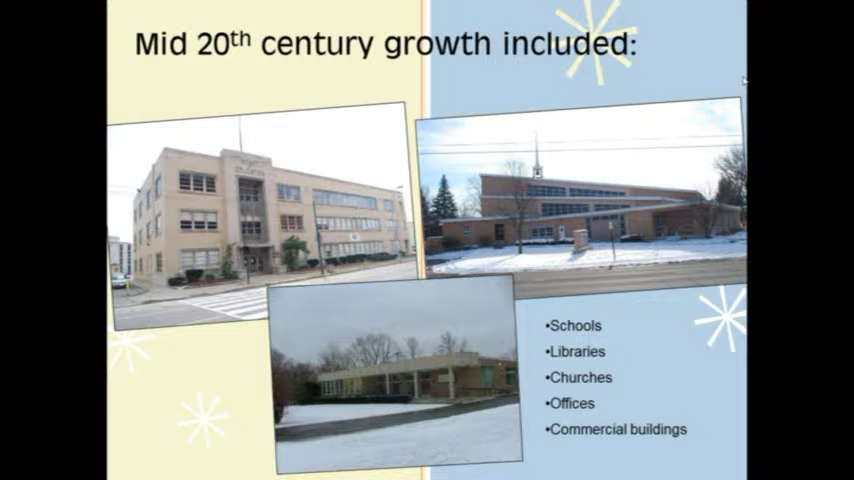 Mid 20th century growth included:
•Schools
•Libraries
•Churches
•Offices
•Commercial buildings